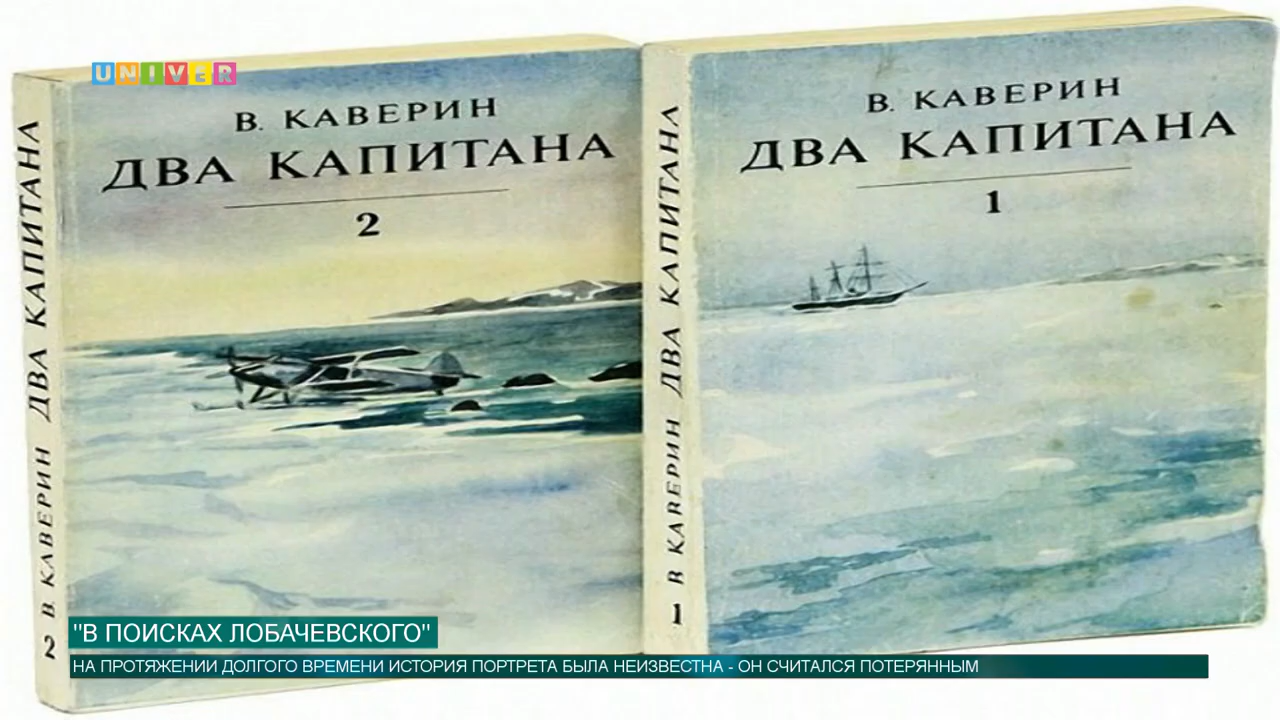 UNIVER
В. КАВЕРИН
ДВА КАПИТАНА
2
В. КАВЕРИН ДВА КАПИТАНА
2
В. КАВЕРИН
ДВА КАПИТАНА
1
В КАВЕРИН ДВА КАПИТАНА
1
"В ПОИСКАХ ЛОБАЧЕВСКОГО"
НА ПРОТЯЖЕНИИ ДОЛГОГО ВРЕМЕНИ ИСТОРИЯ ПОРТРЕТА БЫЛА НЕИЗВЕСТНА - ОН СЧИТАЛСЯ ПОТЕРЯННЫМ